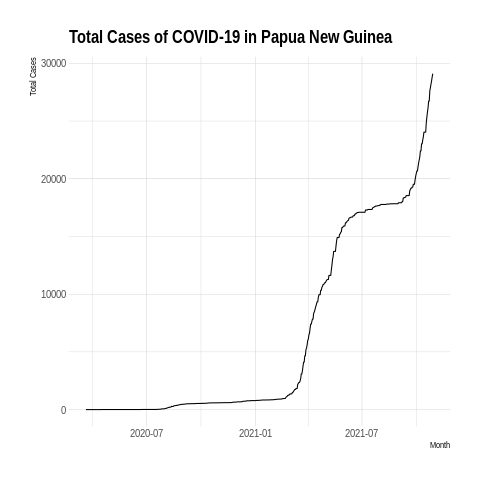 Total Cases of COVID-19 in Papua New Guinea
Total Cases
30000
20000
10000
0
2020-07
2021-01
2021-07
Month